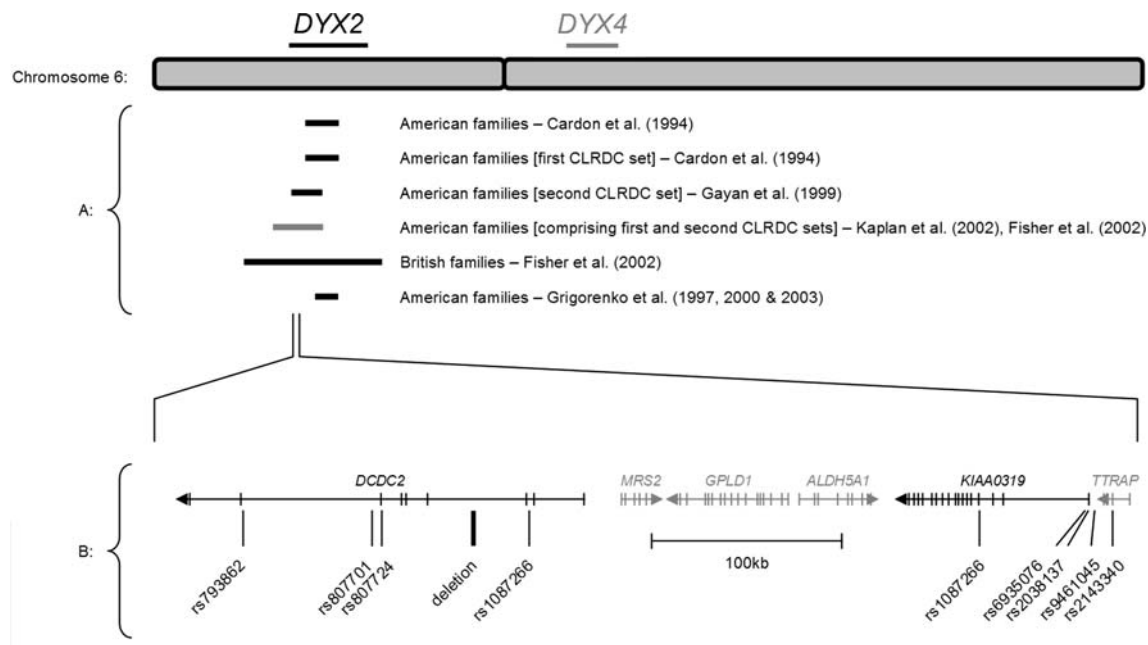 DYX2 DYX4
Chromosome 6:
American families – Cardon et al. (1994)
American families [first CLRDC set] – Cardon et al. (1994)
American families [second CLRDC set] – Gayan et al. (1999)
A:
American families [comprising first and second CLRDC sets] – Kaplan et al. (2002), Fisher et al. (2002)
British families – Fisher et al. (2002)
American families – Grigorenko et al. (1997, 2000 & 2003)
DCDC2 MRS2 GPLD1 ALDH5A1 KIAA0319 TTRAP
B:
100kb
rs793862
rs807701
rs807724
deletion
rs1087266
rs1087266
rs6935076
rs2038137
rs9461045
rs2143340